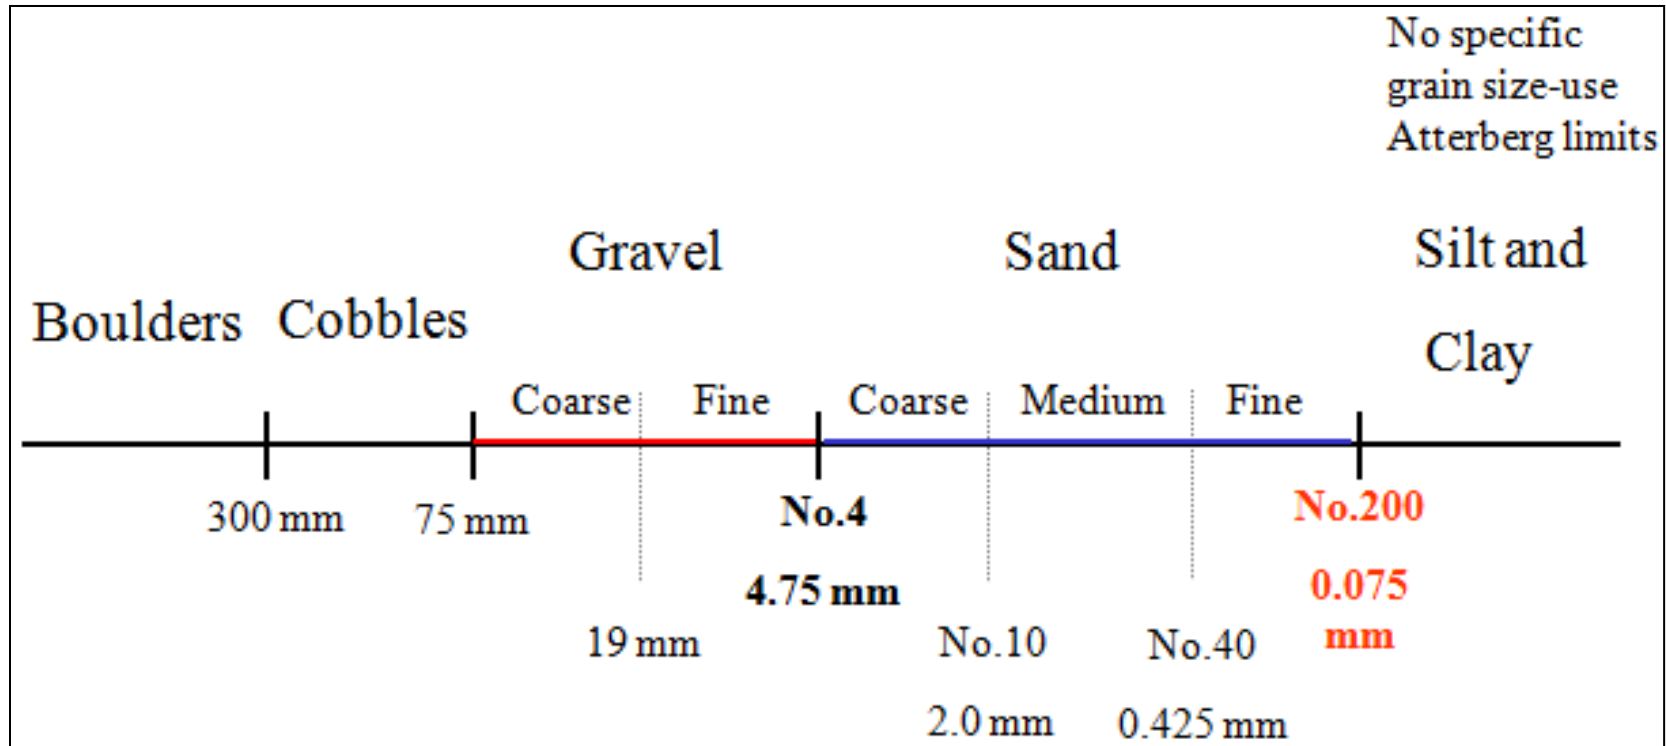 No specific
grain size-use
Atterberg limits
Gravel
Sand
Silt and
Clay
Boulders
Cobbles
Coarse
Fine
Coarse
Medium
Fine
300 mm
75 mm
No.4
4.75 mm
No.200
0.075
mm
19 mm
No.10
2.0 mm
No.40
0.425 mm